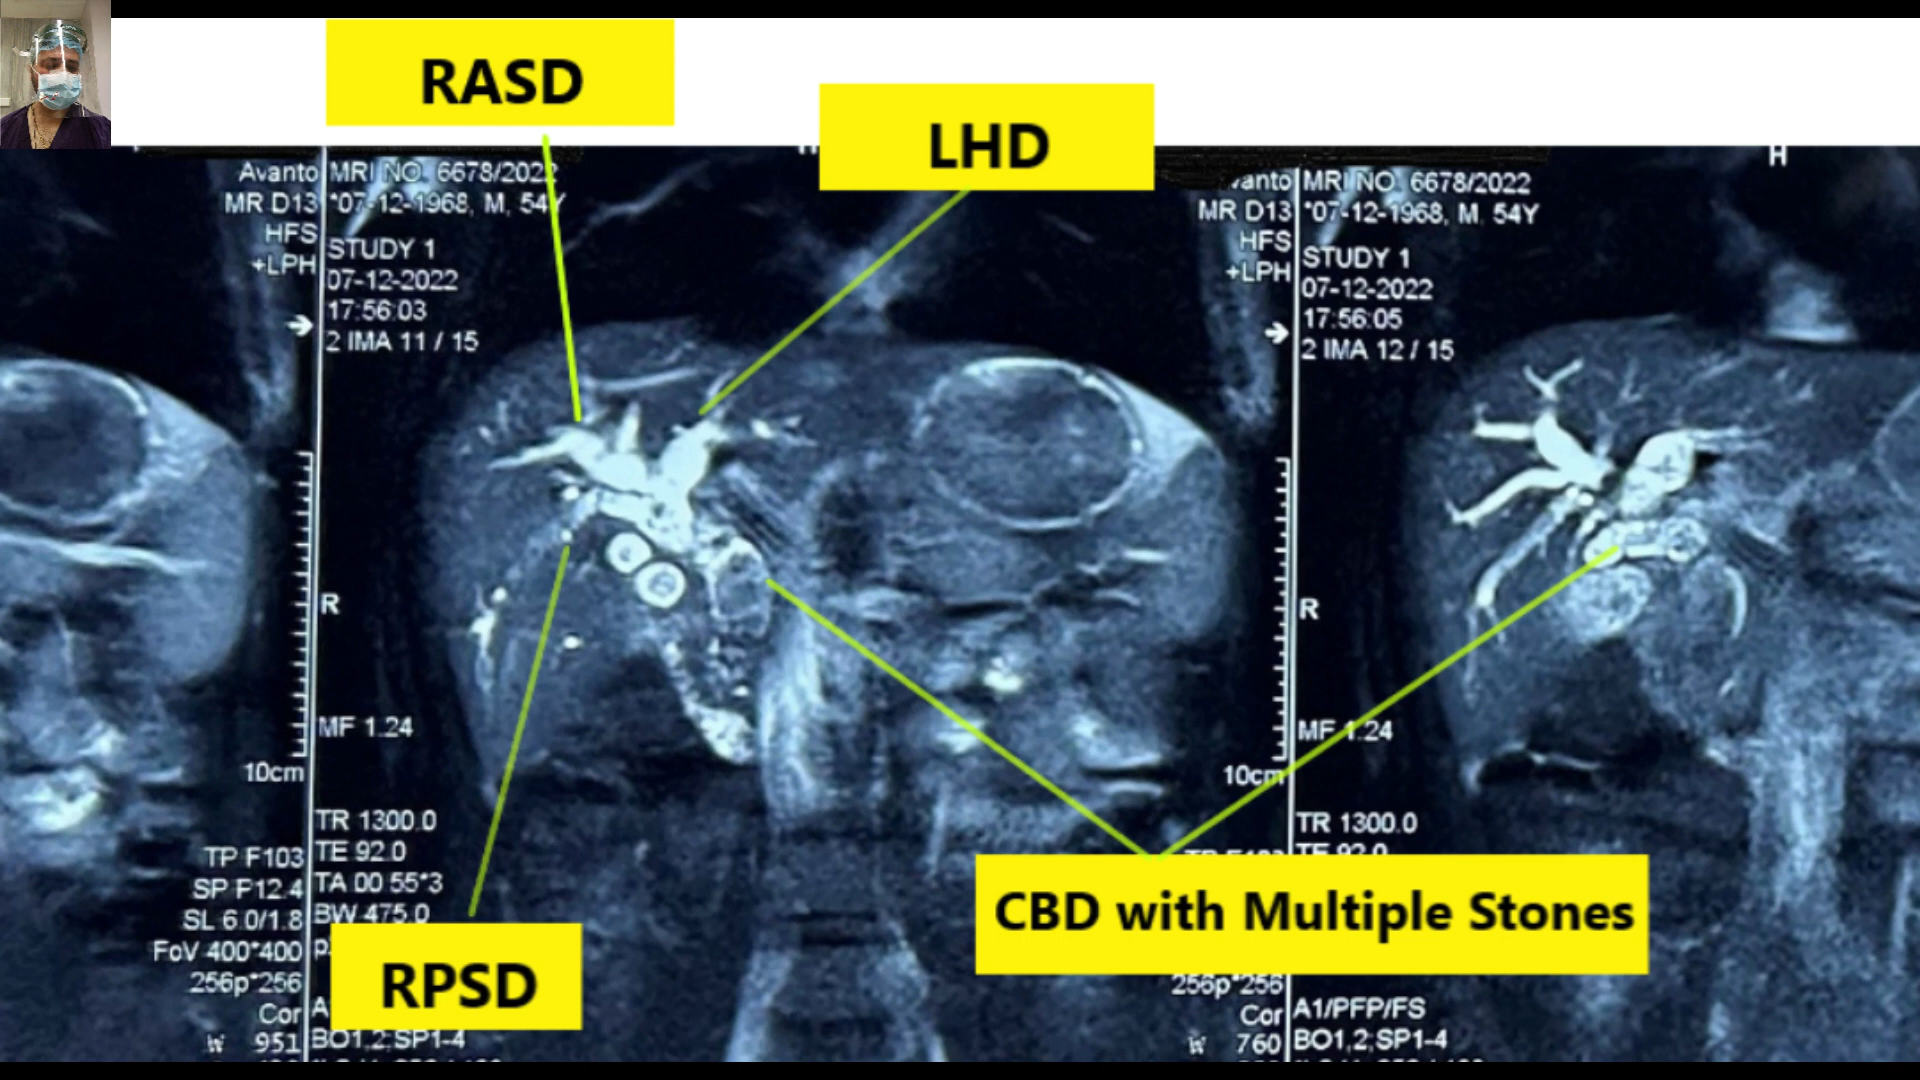 RASD
LHD
Avanto
MR D13
HFS
+LPH
MRI NO. 6678/2022
*07-12-1968, M, 54Y
STUDY 1
07-12-2022
17:56:03
2 IMA 11 / 15
MR D13
HFS
+LPH
MRI NO. 6678/2022
*07-12-1968, M, 54Y
STUDY 1
07-12-2022
17:56:05
2 IMA 12 / 15
H
R
R
MF 1.24
MF 1.24
10cm
10cm
TP F103
SP F12.4
SL 6.0/1.8
FoV 400*400
256p*256
Cor
W 951
TR 1300.0
TE 92.0
TA 00 55*3
BW 475.0
BO1,2;SP1-4
RPSD
CBD with Multiple Stones
TR 1300.0
TE 92.0
256p*256
Cor
W 760
A1/PFP/FS
BO1,2;SP1-4